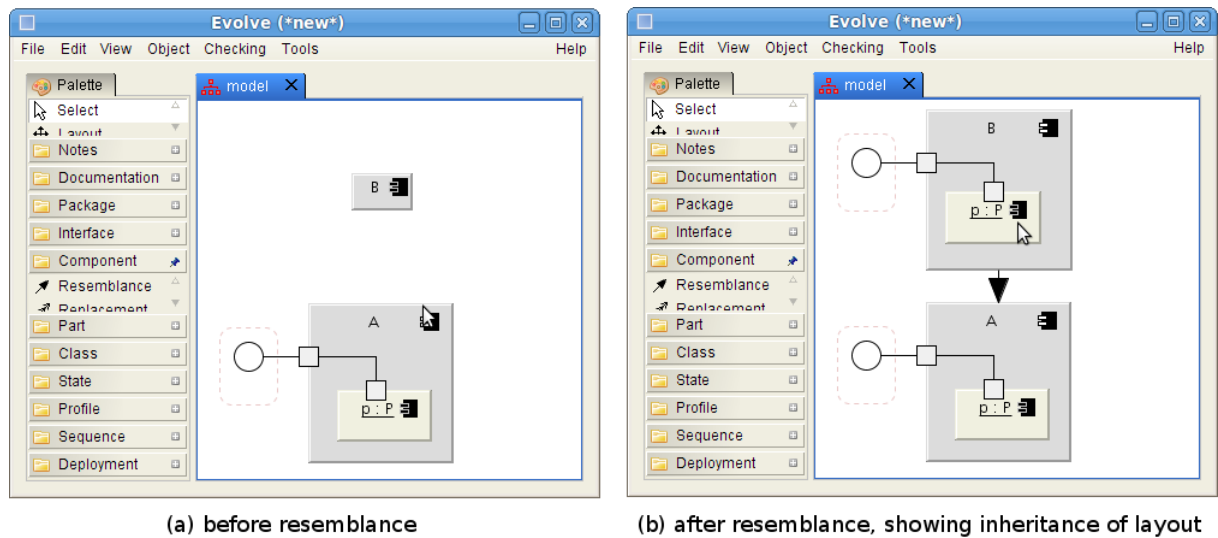 Evolve (*new*)
File Edit View Object Checking Tools Help
Palette
model
Select
Layout
Notes
Documentation
Package
Interface
Component
Resemblance
Replacement
Part
Class
State
Profile
Sequence
Deployment
B
A
p : P
(a) before resemblance
Evolve (*new*)
File Edit View Object Checking Tools Help
Palette
model
Select
Layout
Notes
Documentation
Package
Interface
Component
Resemblance
Replacement
Part
Class
State
Profile
Sequence
Deployment
B
p : P
A
p : P
(b) after resemblance, showing inheritance of layout